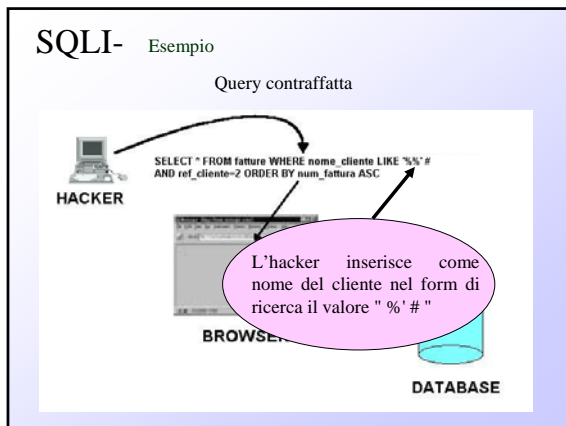 SQLI- Esempio
Query contraffatta
SELECT * FROM fatture WHERE nome_cliente LIKE '%%' #
AND ref_cliente=2 ORDER BY num_fattura ASC
HACKER
L'hacker inserisce come
nome del cliente nel form di
ricerca il valore " %' # "
BROWSER
DATABASE